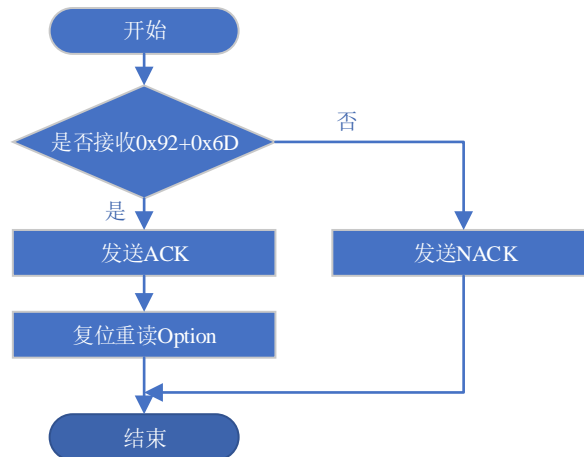 开始
是否接收0x92+0x6D
否
是
发送ACK
发送NACK
复位重读Option
结束